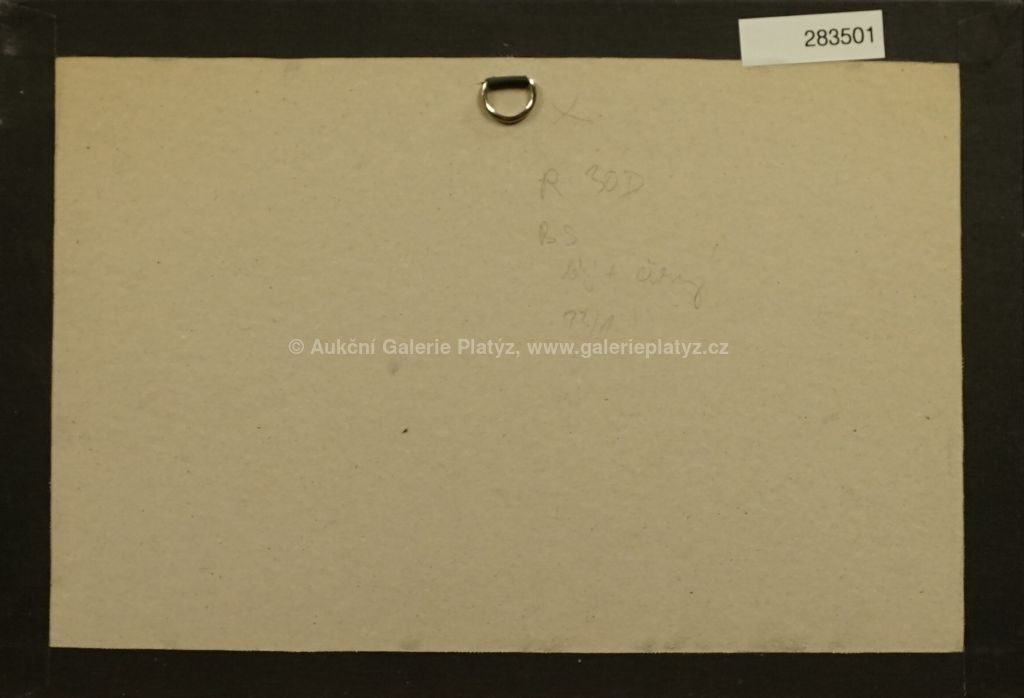 283501
X
R 30D
BS
+
© Aukční Galerie Platýz, www.galerieplatyz.cz